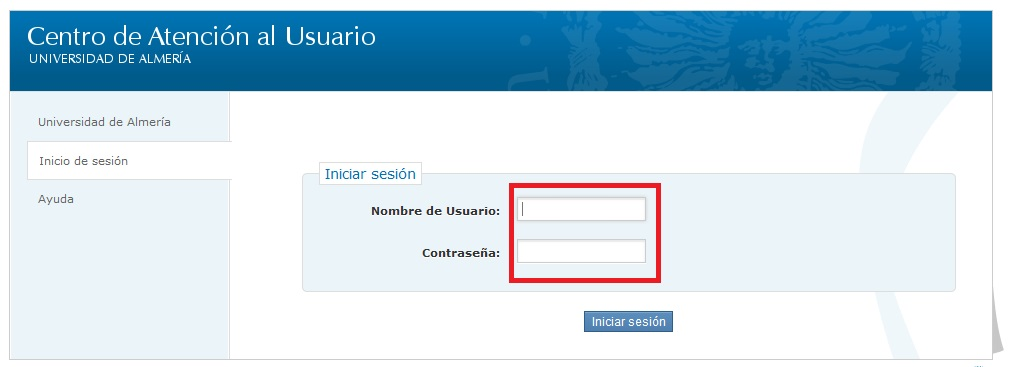 Centro de Atención al Usuario
UNIVERSIDAD DE ALMERÍA
Universidad de Almería
Inicio de sesión
Ayuda
Iniciar sesión
Nombre de Usuario:
Contraseña:
Iniciar sesión